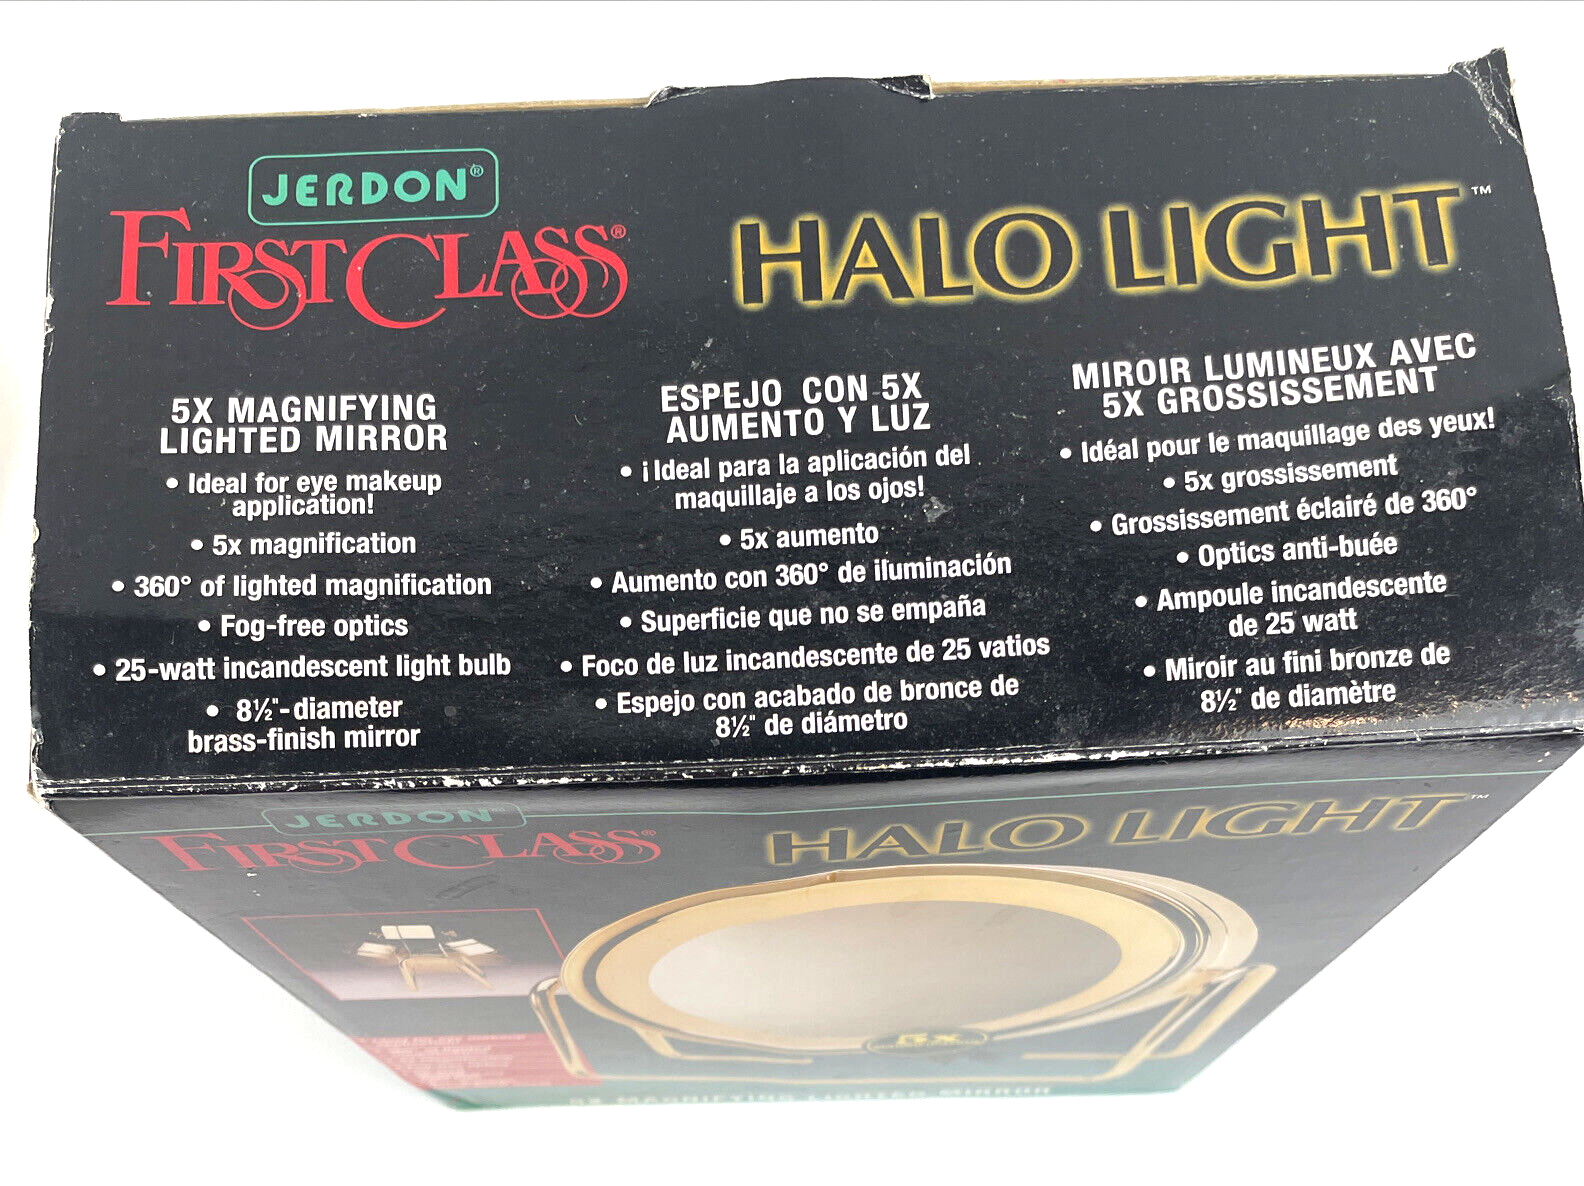 JERDON®
FIRST CLASS®
HALO LIGHT™
5X MAGNIFYING
LIGHTED MIRROR
• Ideal for eye makeup
application!
• 5x magnification
• 360° of lighted magnification
• Fog-free optics
• 25-watt incandescent light bulb
• 8½"-diameter
brass-finish mirror
ESPEJO CON 5X
AUMENTO Y LUZ
• ¡Ideal para la aplicación del
maquillaje a los ojos!
• 5x aumento
• Aumento con 360° de iluminación
• Superficie que no se empaña
• Foco de luz incandescente de 25 vatios
• Espejo con acabado de bronce de
8½" de diámetro
MIROIR LUMINEUX AVEC
5X GROSSISSEMENT
• Idéal pour le maquillage des yeux!
• 5x grossissement
• Grossissement éclairé de 360°
• Optics anti-buée
• Ampoule incandescente
de 25 watt
• Miroir au fini bronze de
8½" de diamètre
JERDON
FIRST CLASS®
HALO LIGHT™
5X
5X MAGNIFYING LIGHTED MIRROR